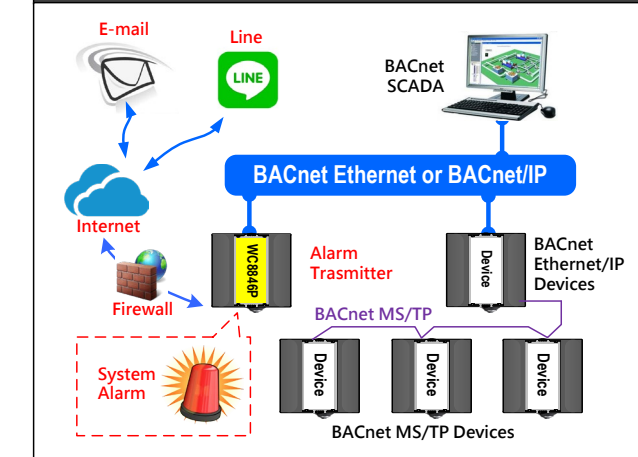 E-mail
Line
LINE
BACnet
SCADA
BACnet Ethernet or BACnet/IP
Internet
WC8846P
Alarm
Trasmitter
Device
BACnet
Ethernet/IP
Devices
Firewall
BACnet MS/TP
System
Alarm
Device
Device
Device
BACnet MS/TP Devices